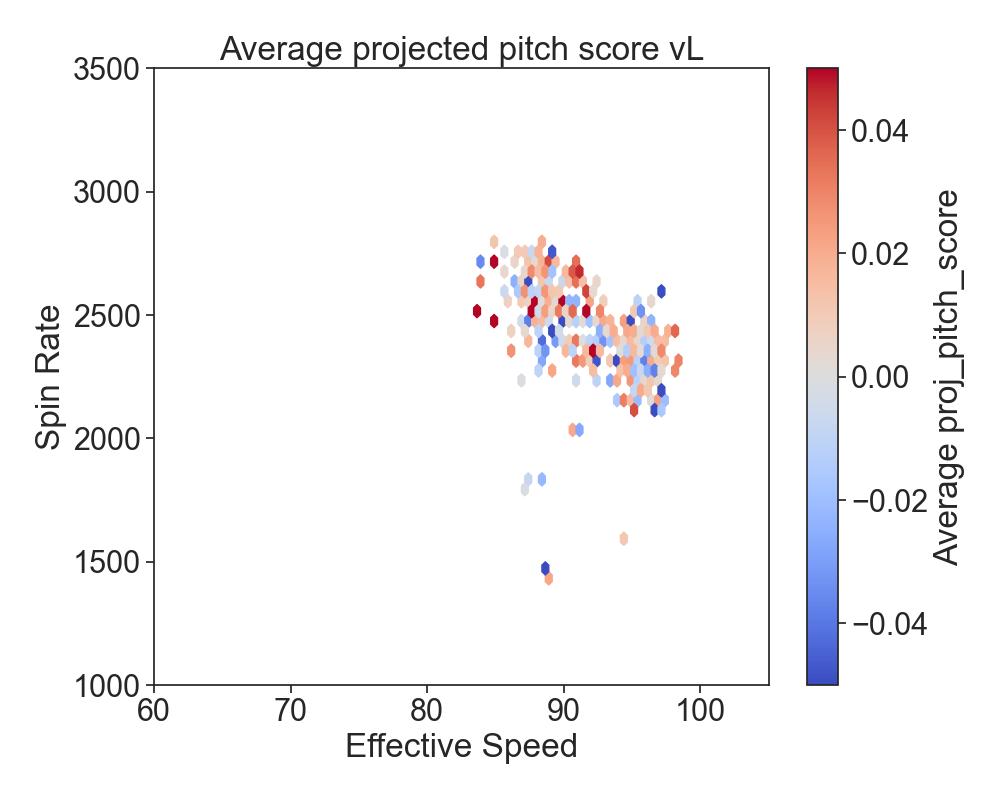 Average projected pitch score vL
3500
3000
2500
2000
1500
1000
Spin Rate
60 70 80 90 100
Effective Speed
0.04
0.02
0.00
−0.02
−0.04
Average proj_pitch_score